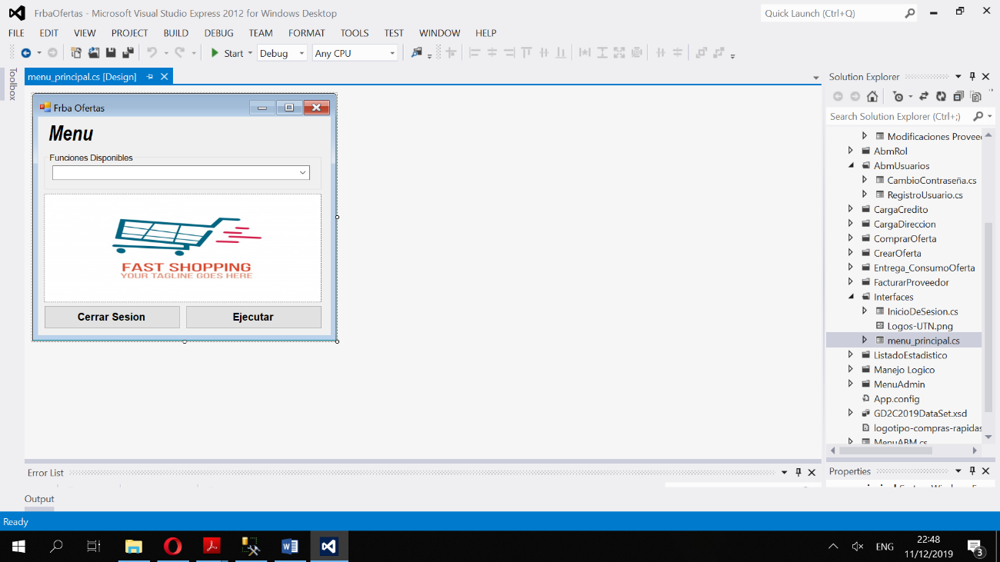 FrbaOfertas - Microsoft Visual Studio Express 2012 for Windows Desktop
Quick Launch (Ctrl+Q)
FILE EDIT VIEW PROJECT BUILD DEBUG TEAM FORMAT TOOLS TEST WINDOW HELP
Start Debug Any CPU
Toolbox
menu_principal.cs [Design]
Frba Ofertas
Menu
Funciones Disponibles
FAST SHOPPING
YOUR TAGLINE GOES HERE
Cerrar Sesion Ejecutar
Solution Explorer
Search Solution Explorer (Ctrl+;)
Modificaciones
AbmRol
AbmUsuarios
CambioContraseña.cs
RegistroUsuario.cs
CargaCredito
CargaDireccion
ComprarOferta
CrearOferta
Entrega_ConsumoOferta
FacturarProveedor
Interfaces
InicioDeSesion.cs
Logos-UTN.png
menu_principal.cs
ListadoEstadistico
Manejo Logico
MenuAdmin
App.config
GD2C2019DataSet.xsd
logotipo-compras-rapidas
MenuABM.cs
Error List
Properties
Output
Ready
ENG
22:48
11/12/2019
3